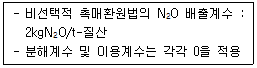 - 비선택적 촉매환원법의 N₂O 배출계수 :
2kgN₂O/t-질산
- 분해계수 및 이용계수는 각각 0을 적용